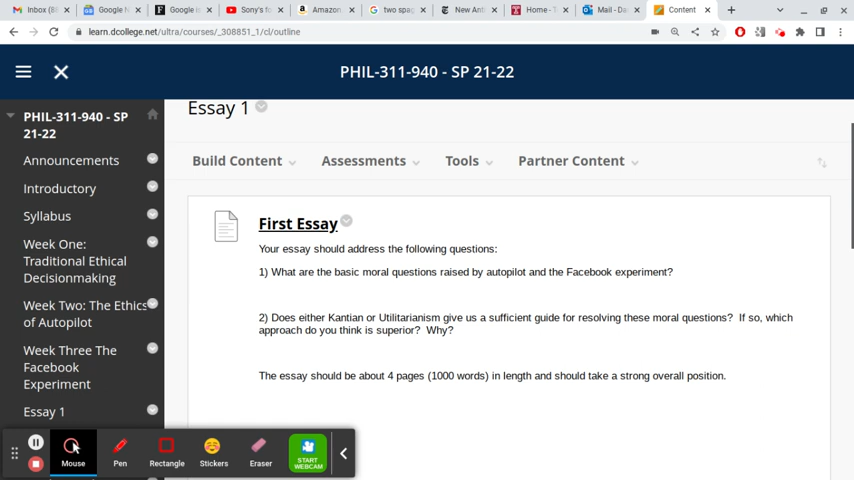 Inbox (8
Google N
Google is
Sony's fo
Amazon
two spac
New Anti
Home - T
Mail - Da
Content
learn.dcollege.net/ultra/courses/_308851_1/cl/outline
PHIL-311-940 - SP 21-22
PHIL-311-940 - SP
21-22
Announcements
Introductory
Syllabus
Week One:
Traditional Ethical
Decisionmaking
Week Two: The Ethics
of Autopilot
Week Three The
Facebook
Experiment
Essay 1
Essay 1
Build Content
Assessments
Tools
Partner Content
First Essay
Your essay should address the following questions:
1) What are the basic moral questions raised by autopilot and the Facebook experiment?
2) Does either Kantian or Utilitarianism give us a sufficient guide for resolving these moral questions? If so, which
approach do you think is superior? Why?
The essay should be about 4 pages (1000 words) in length and should take a strong overall position.
Mouse
Pen
Rectangle
Stickers
Eraser
START
WEBCAM